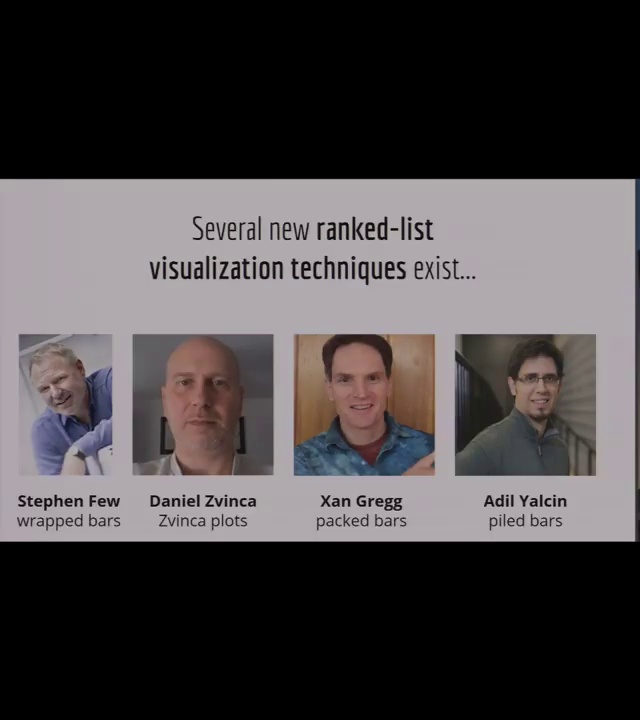 Several new ranked-list
visualization techniques exist...
Stephen Few
wrapped bars
Daniel Zvinca
Zvinca plots
Xan Gregg
packed bars
Adil Yalcin
piled bars